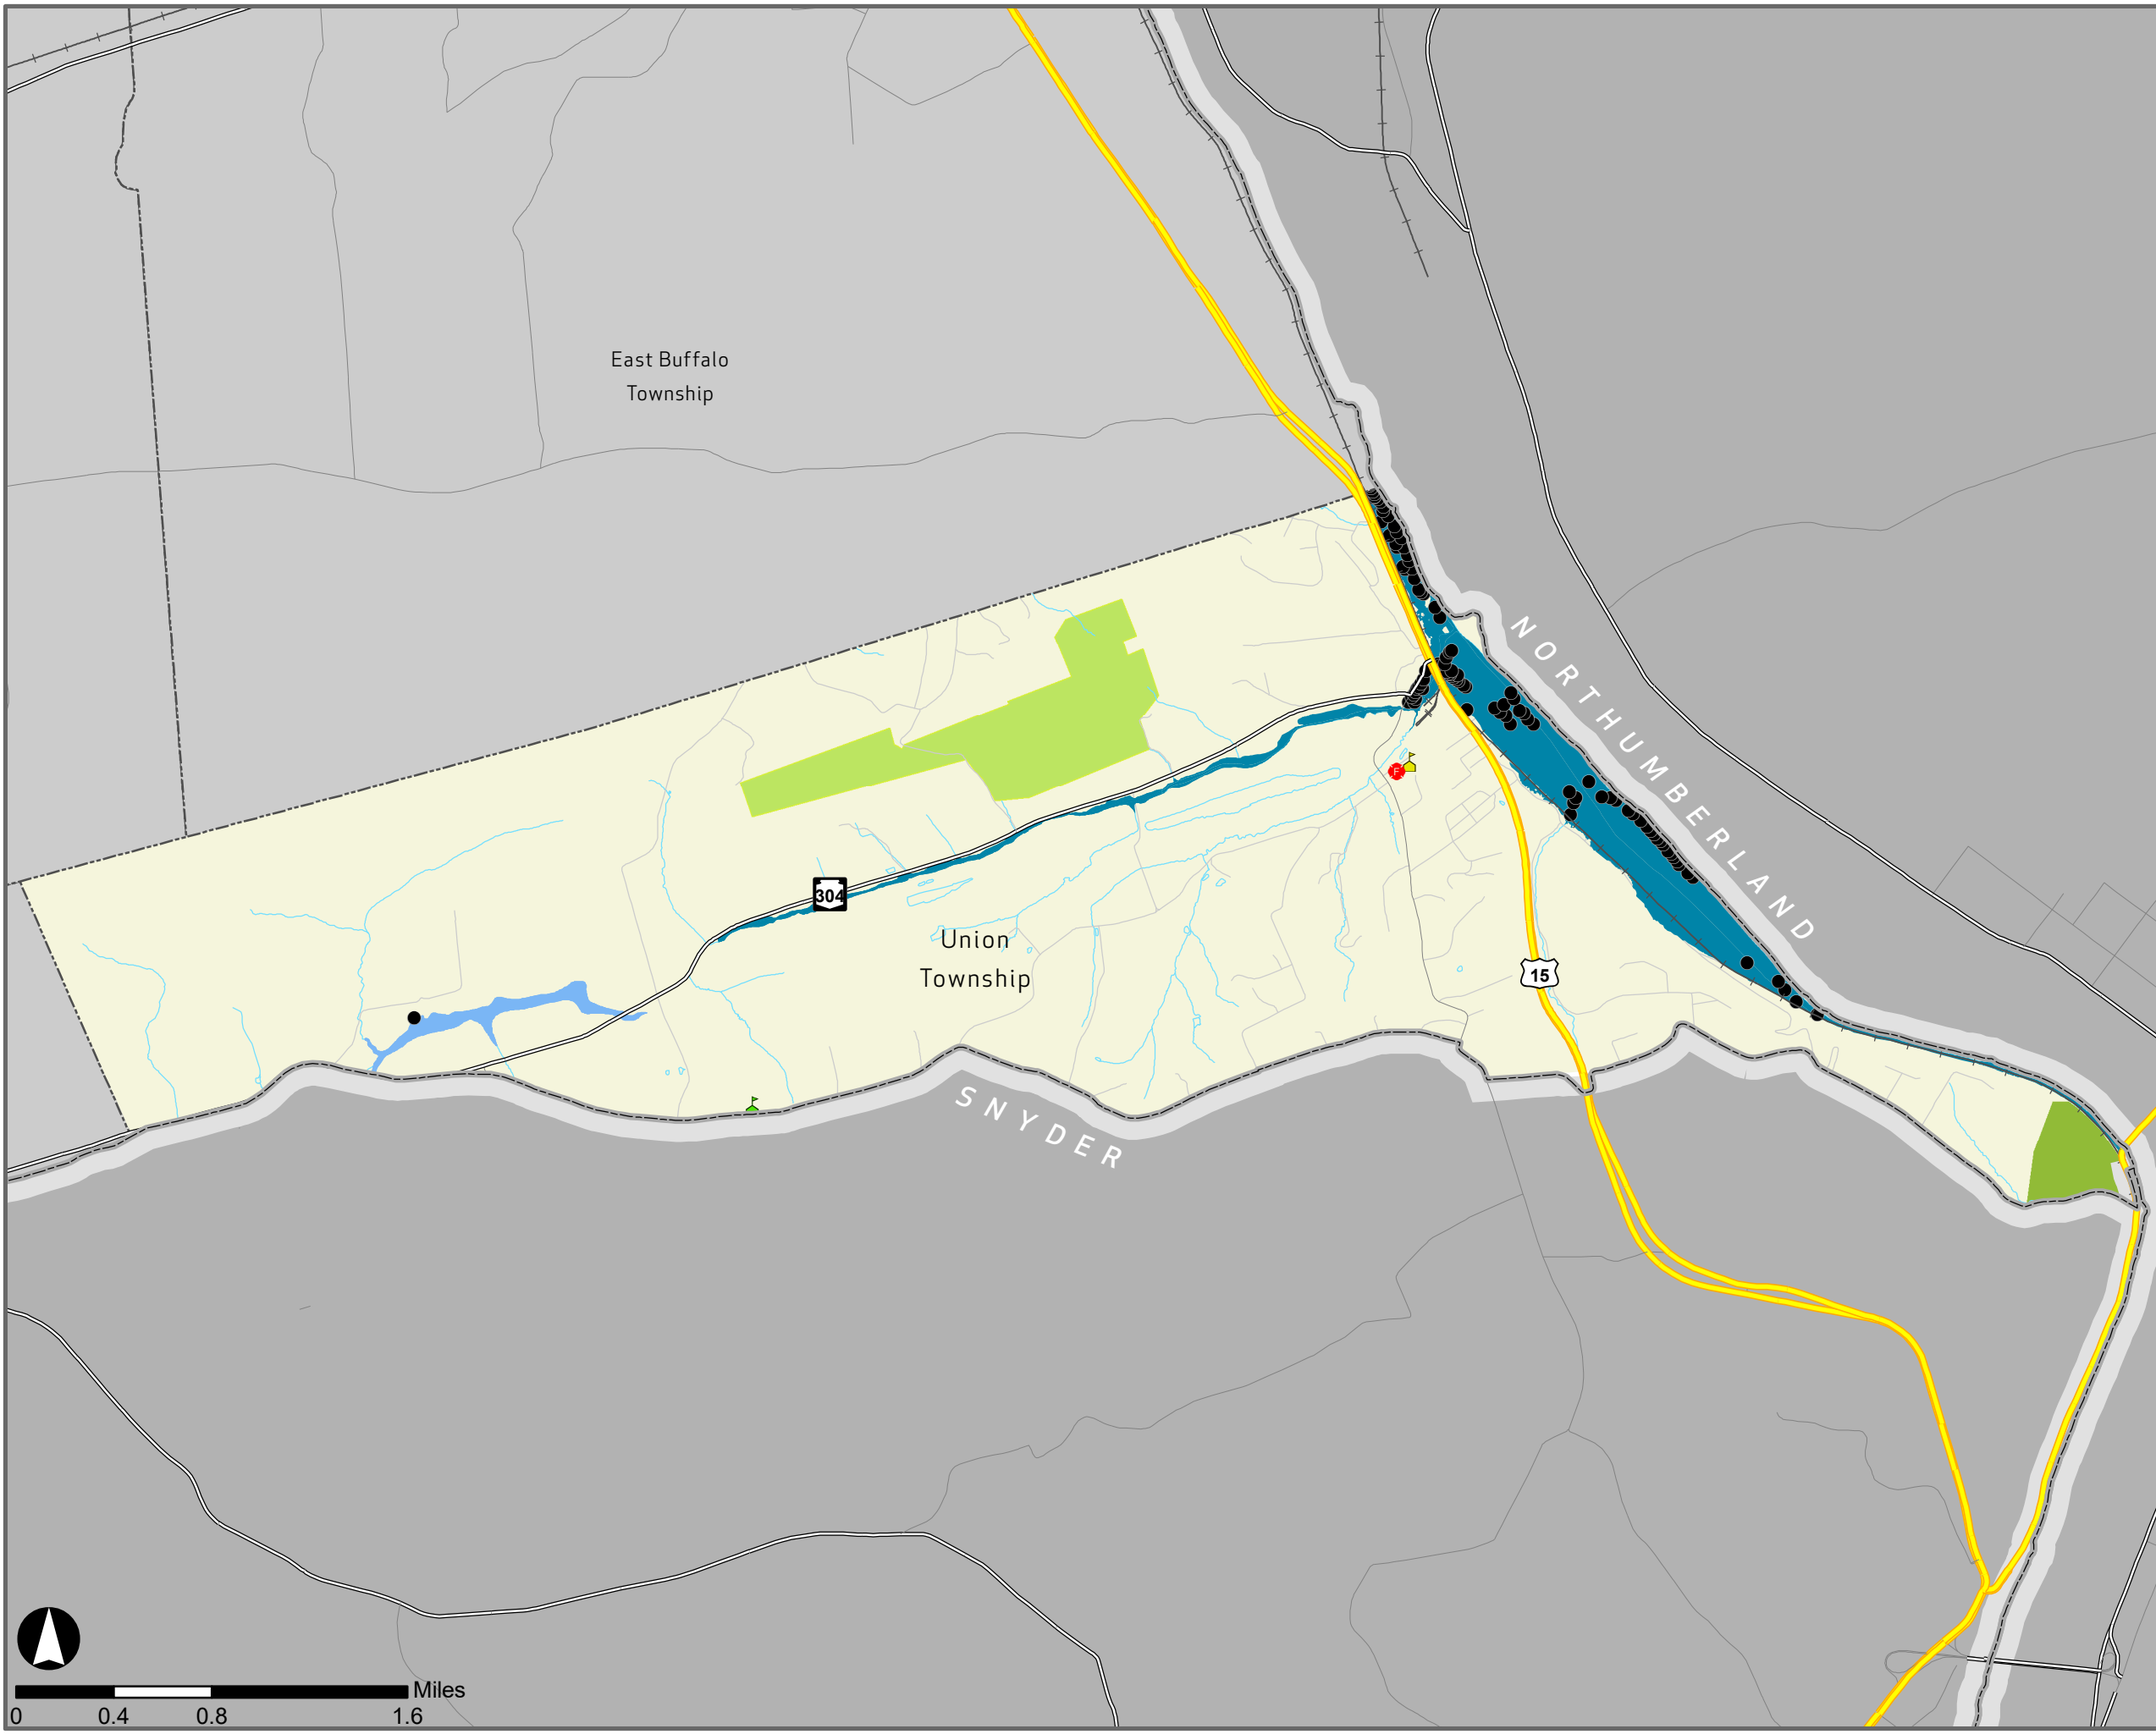 East Buffalo
Township
NORTHUMBERLAND
F
304
Union
Township
15
SNYDER
Miles
0 0.4 0.8 1.6